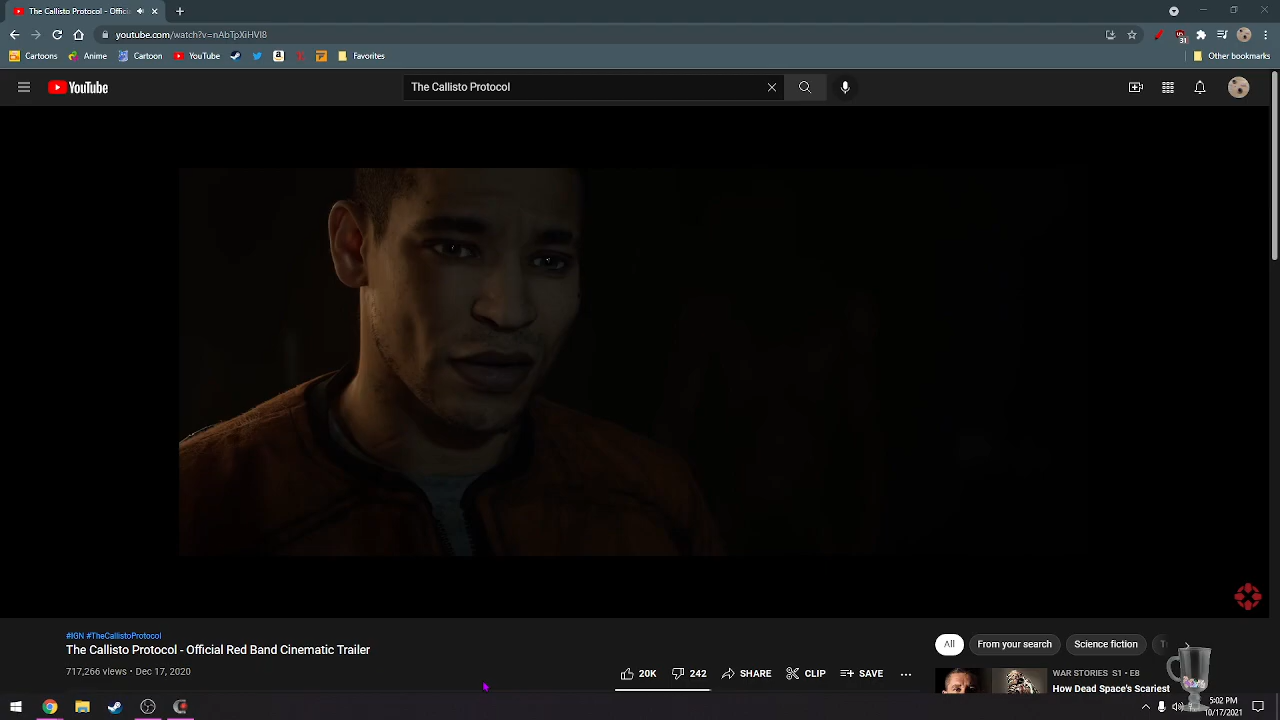 The Callisto Protocol - Offici
youtube.com/watch?v=nAbTpXiHVI8
Cartoons
Anime
Cartoon
YouTube
Favorites
Other bookmarks
31
YouTube
The Callisto Protocol
#IGN #TheCallistoProtocol
The Callisto Protocol - Official Red Band Cinematic Trailer
717,266 views • Dec 17, 2020
20K
242
SHARE
CLIP
SAVE
All
From your search
Science fiction
WAR STORIES S1 - E8
How Dead Space's Scariest
5:02 PM
10/17/2021